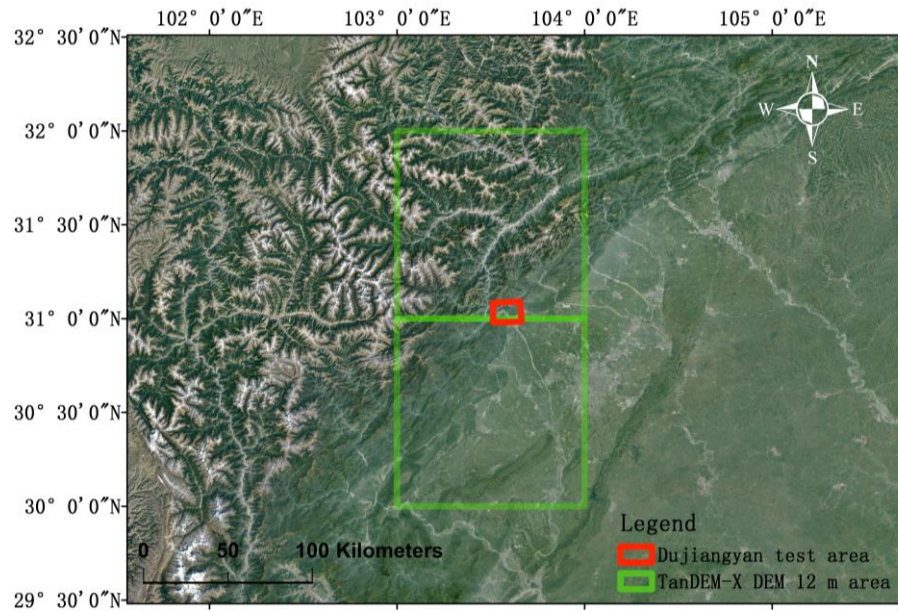 102° 0′0″E 103° 0′0″E 104° 0′0″E 105° 0′0″E
32° 30′0″N
32° 0′0″N
31° 30′0″N
31° 0′0″N
30° 30′0″N
30° 0′0″N
29° 30′0″N
N
W E
S
0 50 100 Kilometers
Legend
Dujiangyan test area
TanDEM-X DEM 12 m area